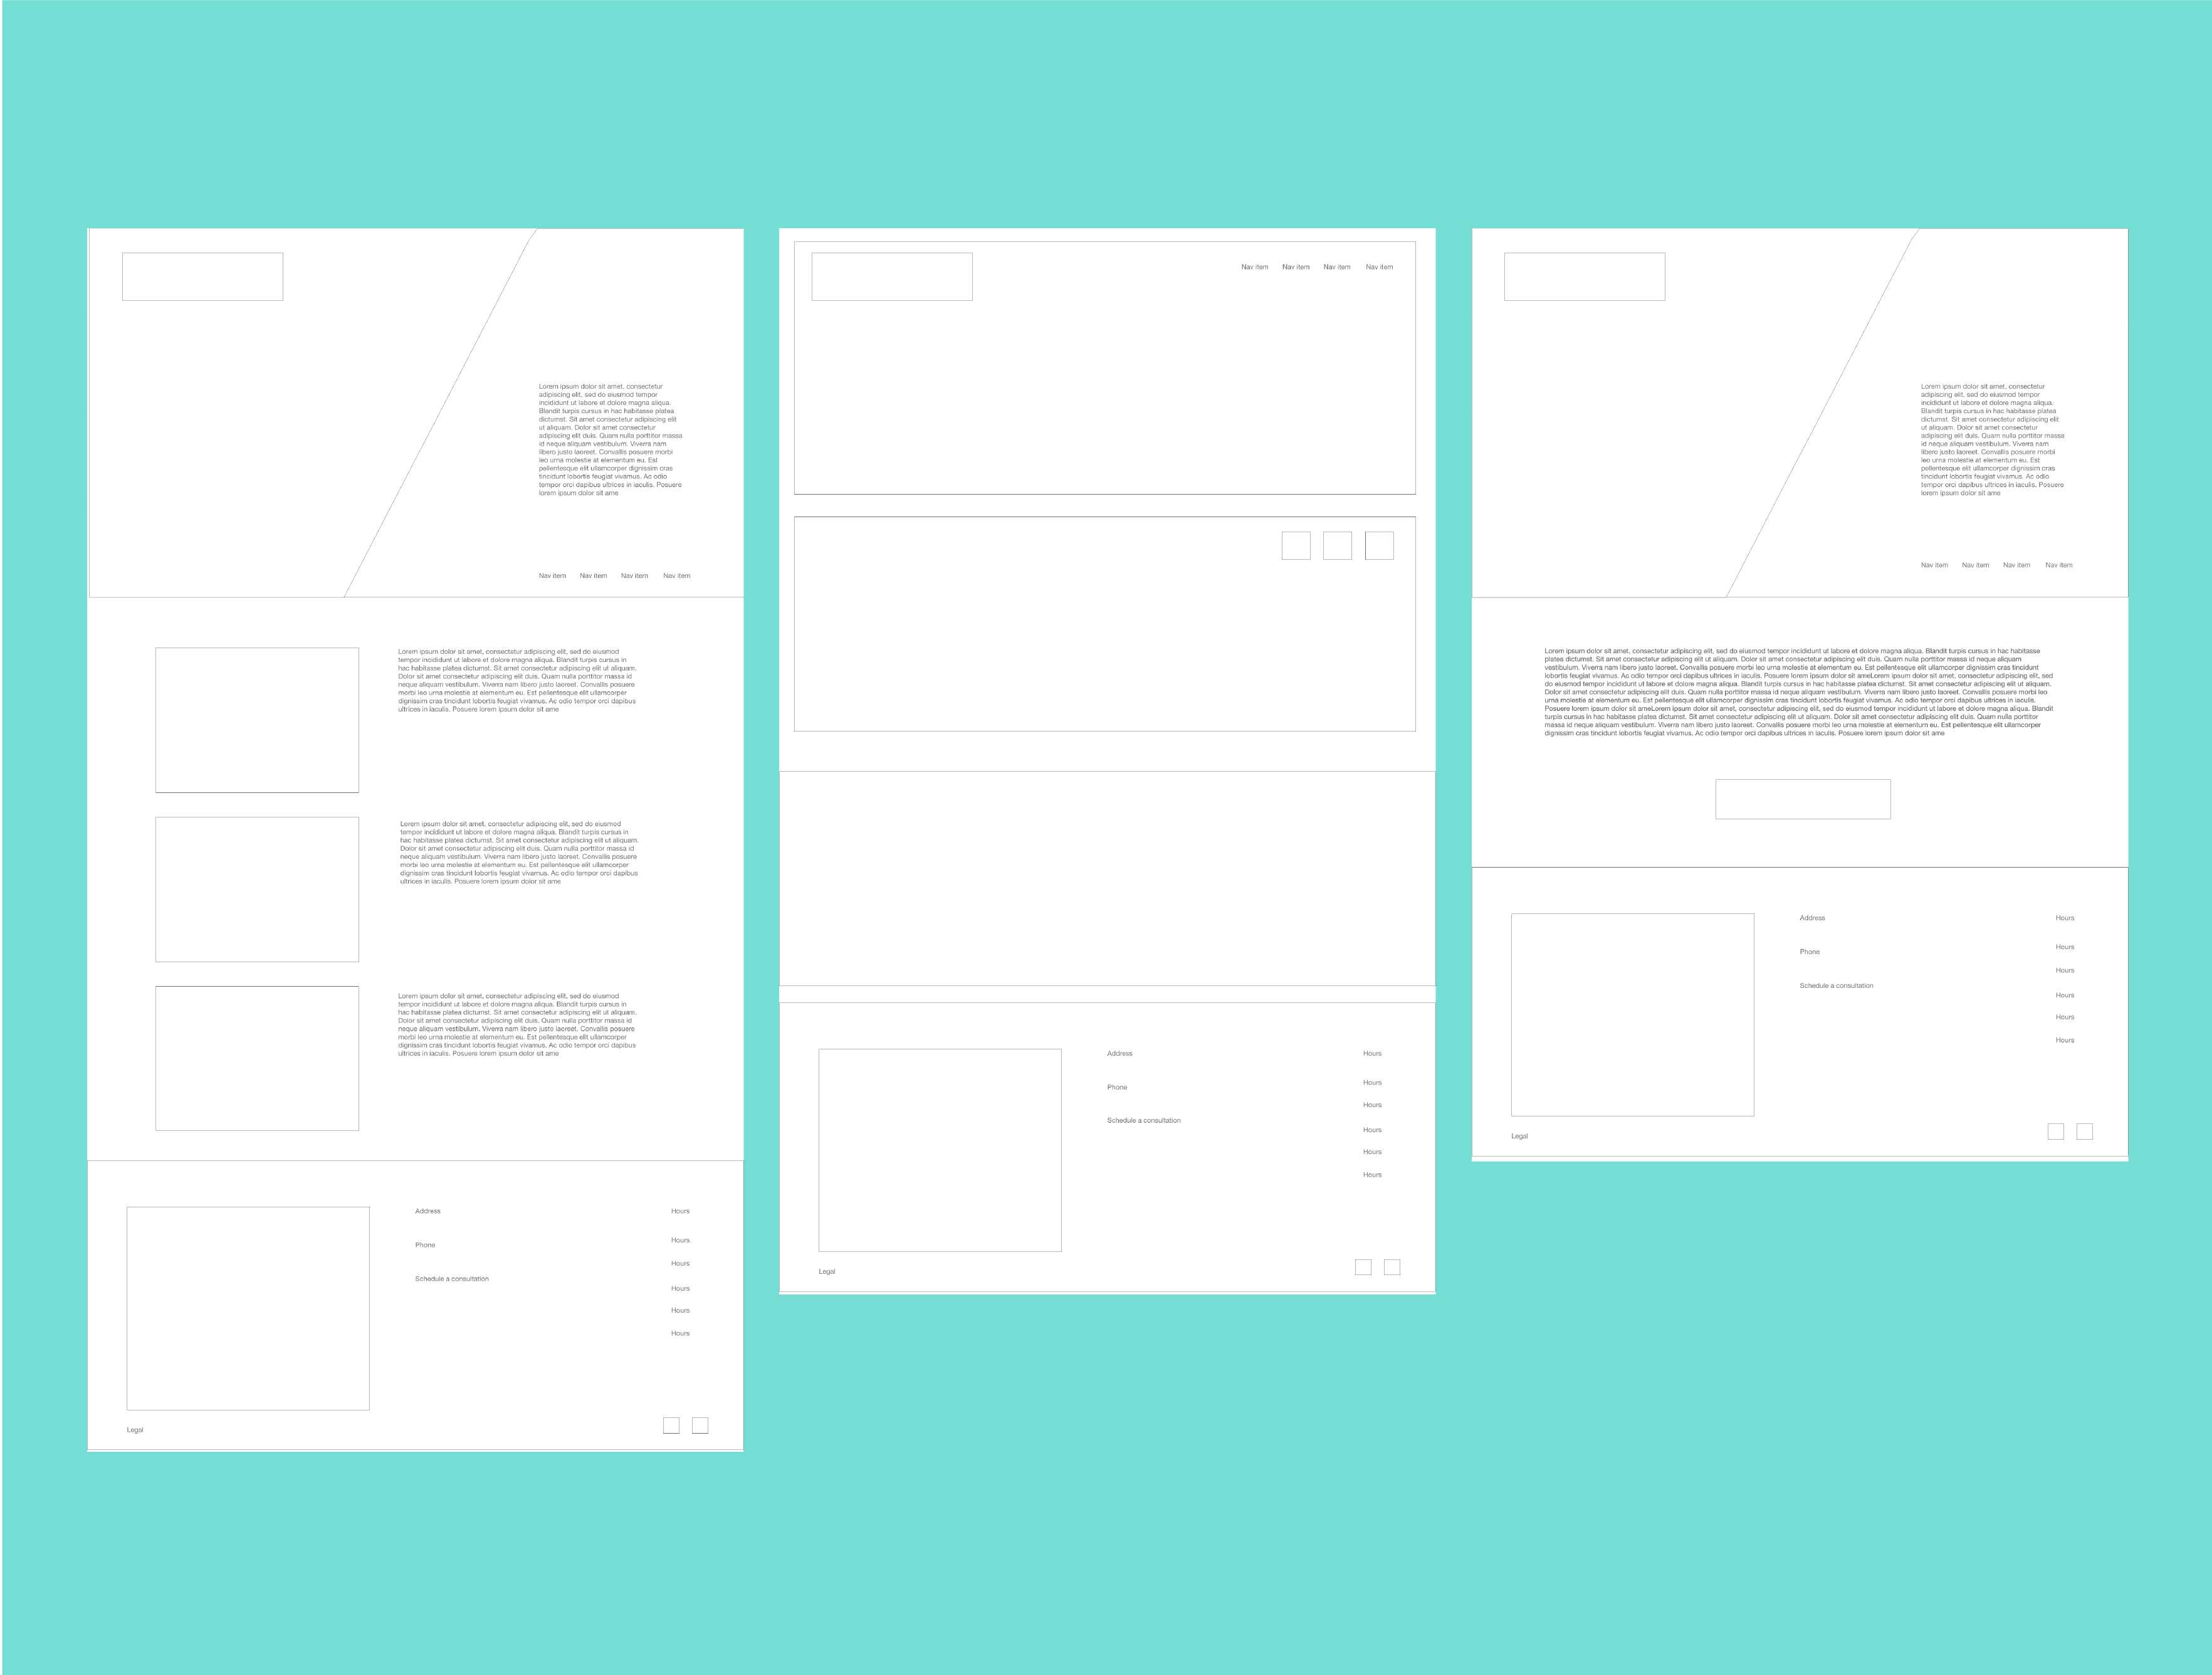 Lorem ipsum dolor sit amet, consectetur
adipiscing elit, sed do eiusmod tempor
incididunt ut labore et dolore magna aliqua.
Blandit turpis cursus in hac habitasse platea
dictumst. Sit amet consectetur adipiscing elit
ut aliquam. Dolor sit amet consectetur
adipiscing elit duis. Quam nulla porttitor massa
id neque aliquam vestibulum. Viverra nam
libero justo laoreet. Convallis posuere morbi
leo urna molestie at elementum eu. Est
pellentesque elit ullamcorper dignissim cras
tincidunt lobortis feugiat vivamus. Ac odio
tempor orci dapibus ultrices in iaculis. Posuere
lorem ipsum dolor sit ame
Nav item Nav item Nav item Nav item
Lorem ipsum dolor sit amet, consectetur adipiscing elit, sed do eiusmod
tempor incididunt ut labore et dolore magna aliqua. Blandit turpis cursus in
hac habitasse platea dictumst. Sit amet consectetur adipiscing elit ut aliquam.
Dolor sit amet consectetur adipiscing elit duis. Quam nulla porttitor massa id
neque aliquam vestibulum. Viverra nam libero justo laoreet. Convallis posuere
morbi leo urna molestie at elementum eu. Est pellentesque elit ullamcorper
dignissim cras tincidunt lobortis feugiat vivamus. Ac odio tempor orci dapibus
ultrices in iaculis. Posuere lorem ipsum dolor sit ame
Lorem ipsum dolor sit amet, consectetur adipiscing elit, sed do eiusmod
tempor incididunt ut labore et dolore magna aliqua. Blandit turpis cursus in
hac habitasse platea dictumst. Sit amet consectetur adipiscing elit ut aliquam.
Dolor sit amet consectetur adipiscing elit duis. Quam nulla porttitor massa id
neque aliquam vestibulum. Viverra nam libero justo laoreet. Convallis posuere
morbi leo urna molestie at elementum eu. Est pellentesque elit ullamcorper
dignissim cras tincidunt lobortis feugiat vivamus. Ac odio tempor orci dapibus
ultrices in iaculis. Posuere lorem ipsum dolor sit ame
Lorem ipsum dolor sit amet, consectetur adipiscing elit, sed do eiusmod
tempor incididunt ut labore et dolore magna aliqua. Blandit turpis cursus in
hac habitasse platea dictumst. Sit amet consectetur adipiscing elit ut aliquam.
Dolor sit amet consectetur adipiscing elit duis. Quam nulla porttitor massa id
neque aliquam vestibulum. Viverra nam libero justo laoreet. Convallis posuere
morbi leo urna molestie at elementum eu. Est pellentesque elit ullamcorper
dignissim cras tincidunt lobortis feugiat vivamus. Ac odio tempor orci dapibus
ultrices in iaculis. Posuere lorem ipsum dolor sit ame
Address
Phone
Schedule a consultation
Hours
Hours
Hours
Hours
Hours
Hours
Legal
Nav item Nav item Nav item Nav item
Address
Phone
Schedule a consultation
Hours
Hours
Hours
Hours
Hours
Hours
Legal
Lorem ipsum dolor sit amet, consectetur
adipiscing elit, sed do eiusmod tempor
incididunt ut labore et dolore magna aliqua.
Blandit turpis cursus in hac habitasse platea
dictumst. Sit amet consectetur adipiscing elit
ut aliquam. Dolor sit amet consectetur
adipiscing elit duis. Quam nulla porttitor massa
id neque aliquam vestibulum. Viverra nam
libero justo laoreet. Convallis posuere morbi
leo urna molestie at elementum eu. Est
pellentesque elit ullamcorper dignissim cras
tincidunt lobortis feugiat vivamus. Ac odio
tempor orci dapibus ultrices in iaculis. Posuere
lorem ipsum dolor sit ame
Nav item Nav item Nav item Nav item
Lorem ipsum dolor sit amet, consectetur adipiscing elit, sed do eiusmod tempor incididunt ut labore et dolore magna aliqua. Blandit turpis cursus in hac habitasse
platea dictumst. Sit amet consectetur adipiscing elit ut aliquam. Dolor sit amet consectetur adipiscing elit duis. Quam nulla porttitor massa id neque aliquam
vestibulum. Viverra nam libero justo laoreet. Convallis posuere morbi leo urna molestie at elementum eu. Est pellentesque elit ullamcorper dignissim cras tincidunt
lobortis feugiat vivamus. Ac odio tempor orci dapibus ultrices in iaculis. Posuere lorem ipsum dolor sit ameLorem ipsum dolor sit amet, consectetur adipiscing elit, sed
do eiusmod tempor incididunt ut labore et dolore magna aliqua. Blandit turpis cursus in hac habitasse platea dictumst. Sit amet consectetur adipiscing elit ut aliquam.
Dolor sit amet consectetur adipiscing elit duis. Quam nulla porttitor massa id neque aliquam vestibulum. Viverra nam libero justo laoreet. Convallis posuere morbi leo
urna molestie at elementum eu. Est pellentesque elit ullamcorper dignissim cras tincidunt lobortis feugiat vivamus. Ac odio tempor orci dapibus ultrices in iaculis.
Posuere lorem ipsum dolor sit ameLorem ipsum dolor sit amet, consectetur adipiscing elit, sed do eiusmod tempor incididunt ut labore et dolore magna aliqua. Blandit
turpis cursus in hac habitasse platea dictumst. Sit amet consectetur adipiscing elit ut aliquam. Dolor sit amet consectetur adipiscing elit duis. Quam nulla porttitor
massa id neque aliquam vestibulum. Viverra nam libero justo laoreet. Convallis posuere morbi leo urna molestie at elementum eu. Est pellentesque elit ullamcorper
dignissim cras tincidunt lobortis feugiat vivamus. Ac odio tempor orci dapibus ultrices in iaculis. Posuere lorem ipsum dolor sit ame
Address
Phone
Schedule a consultation
Hours
Hours
Hours
Hours
Hours
Hours
Legal